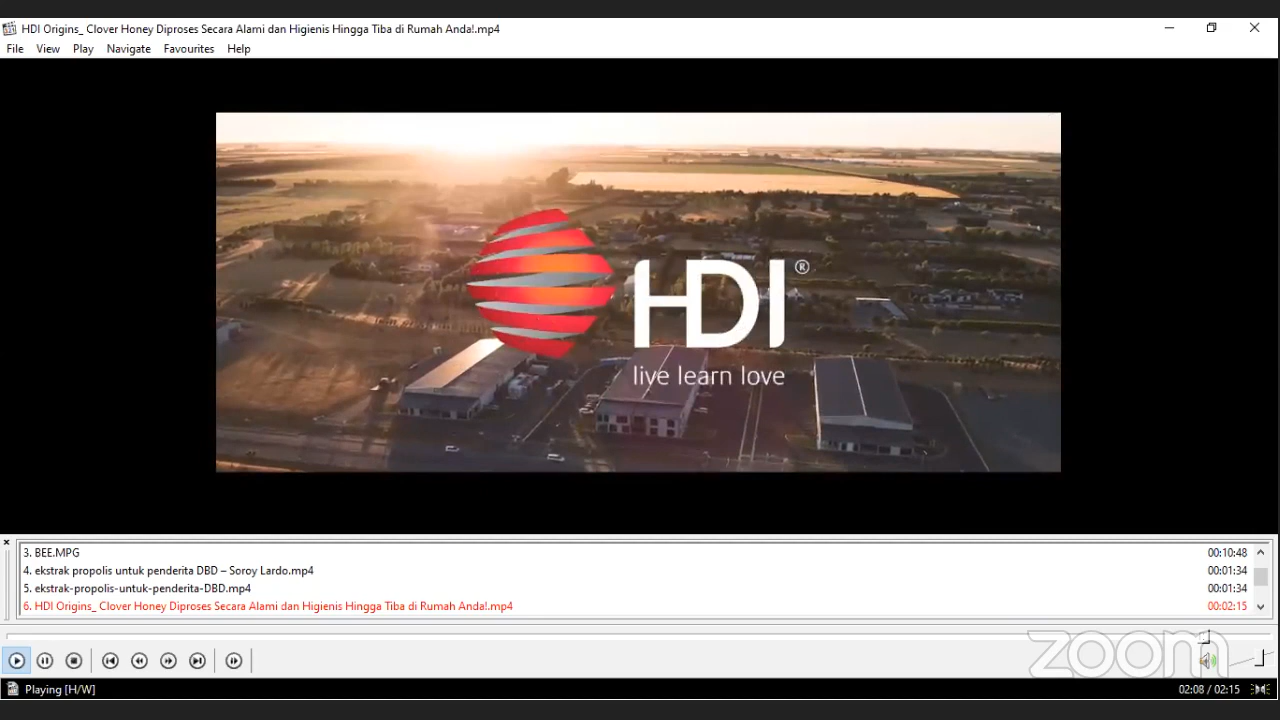 HDI Origins_ Clover Honey Diproses Secara Alami dan Higienis Hingga Tiba di Rumah Anda!.mp4
File View Play Navigate Favourites Help
HDI®
live learn love
3. BEE.MPG 00:10:48
4. ekstrak propolis untuk penderita DBD – Soroy Lardo.mp4 00:01:34
5. ekstrak-propolis-untuk-penderita-DBD.mp4 00:01:34
6. HDI Origins_ Clover Honey Diproses Secara Alami dan Higienis Hingga Tiba di Rumah Anda!.mp4 00:02:15
zoom
Playing [H/W] 02:08 / 02:15